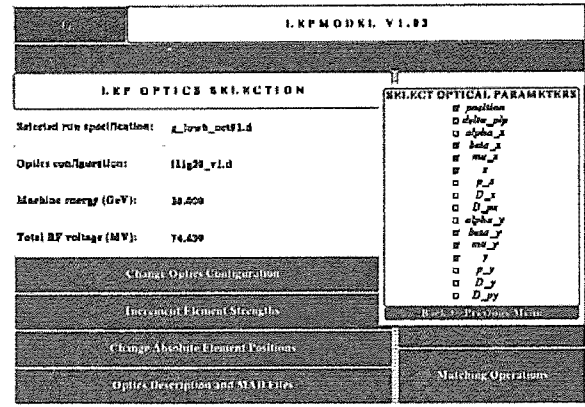 LEPMODEL V1.03
LEP OPTICS SELECTION
Selected run specification:
Optics configuration:
Machine energy (GeV):
Total RF voltage (MV):
Change Optics Configuration
Increment Element Strengths
Change Absolute Element Positions
Optics Description and MAD Files
SELECT OPTICAL PARAMETERS
position
delta_p/p
alpha_x
beta_x
mu_x
x
p_x
D_x
D_px
alpha_y
beta_y
mu_y
y
p_y
D_y
D_py
Back to Previous Menu
Matching Operations